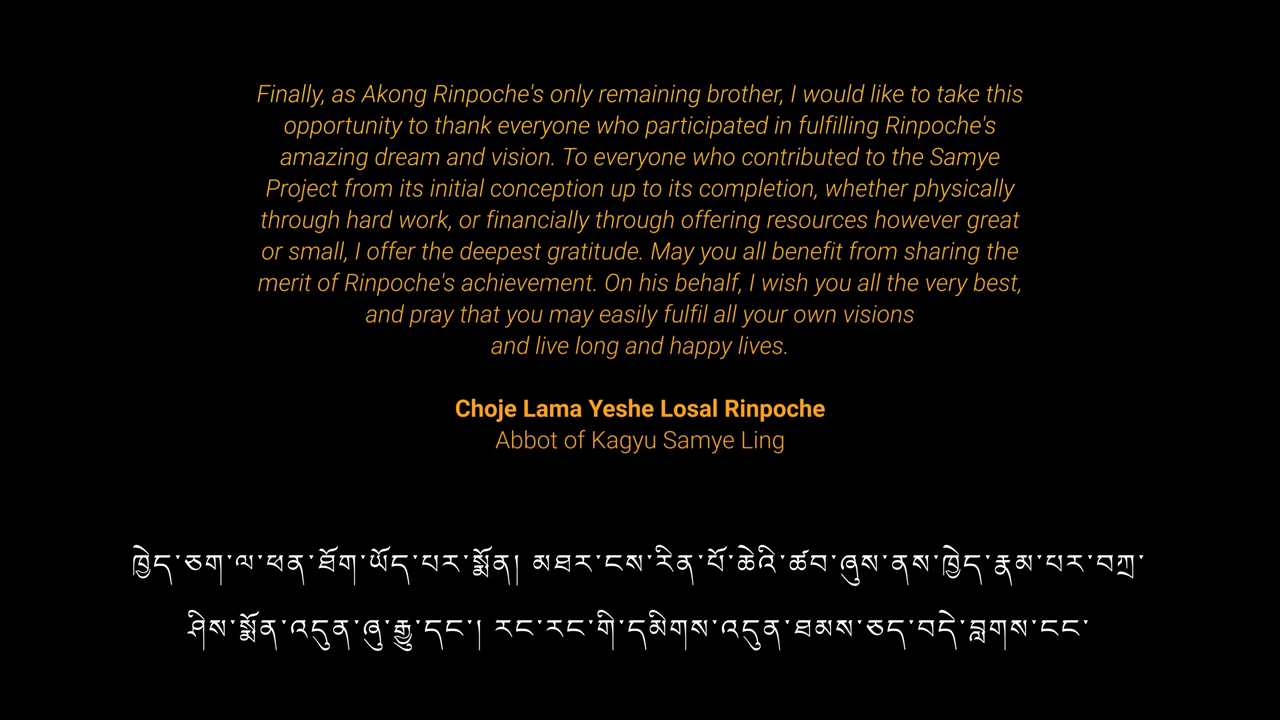 Finally, as Akong Rinpoche's only remaining brother, I would like to take this
opportunity to thank everyone who participated in fulfilling Rinpoche's
amazing dream and vision. To everyone who contributed to the Samye
Project from its initial conception up to its completion, whether physically
through hard work, or financially through offering resources however great
or small, I offer the deepest gratitude. May you all benefit from sharing the
merit of Rinpoche's achievement. On his behalf, I wish you all the very best,
and pray that you may easily fulfil all your own visions
and live long and happy lives.
Choje Lama Yeshe Losal Rinpoche
Abbot of Kagyu Samye Ling
ཁྱེད་ཅག་ལ་ཕན་ཐོག་ཡོད་པར་སྨོན། མཐར་ངས་རིན་པོ་ཆེའི་ཚབ་ཞུས་ནས་ཁྱེད་རྣམ་པར་བཀྲ་
ཤིས་སྨོན་འདུན་ཞུ་རྒྱུ་དང་། རང་རང་གི་དམིགས་འདུན་ཐམས་ཅད་བདེ་བླགས་ངང་